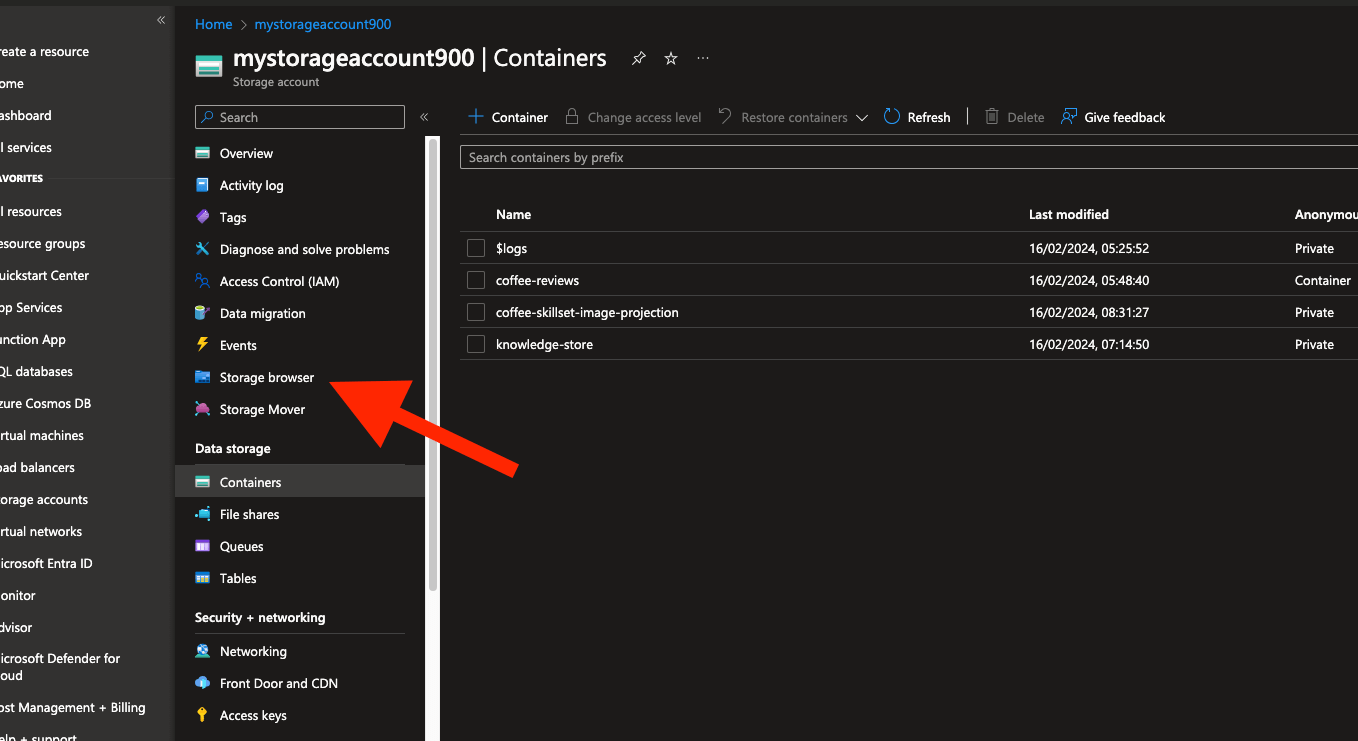 Home > mystorageaccount900
mystorageaccount900 | Containers
Storage account
reate a resource
ome
ashboard
l services
AVORITES
l resources
esource groups
uickstart Center
pp Services
unction App
QL databases
zure Cosmos DB
rtual machines
oad balancers
orage accounts
rtual networks
icrosoft Entra ID
onitor
dvisor
icrosoft Defender for
oud
ost Management + Billing
elp + support
Search
Overview
Activity log
Tags
Diagnose and solve problems
Access Control (IAM)
Data migration
Events
Storage browser
Storage Mover
Data storage
Containers
File shares
Queues
Tables
Security + networking
Networking
Front Door and CDN
Access keys
Container Change access level Restore containers Refresh Delete Give feedback
Search containers by prefix
Name Last modified Anonymou
$logs 16/02/2024, 05:25:52 Private
coffee-reviews 16/02/2024, 05:48:40 Container
coffee-skillset-image-projection 16/02/2024, 08:31:27 Private
knowledge-store 16/02/2024, 07:14:50 Private